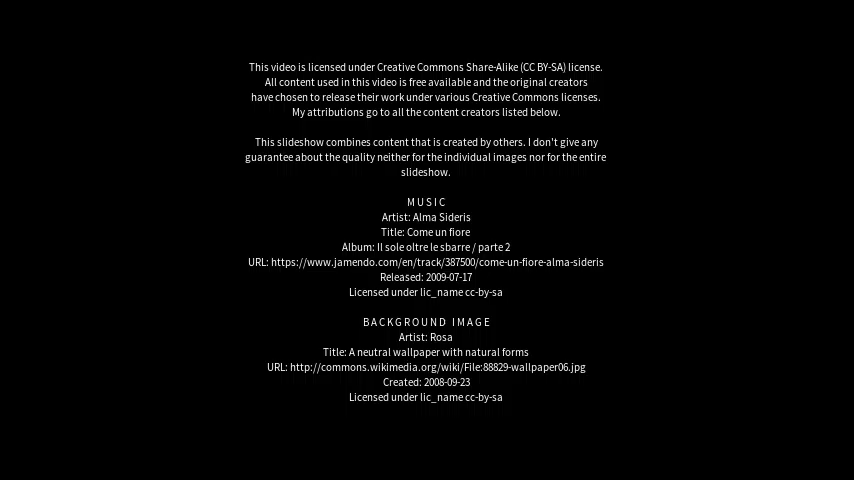 This video is licensed under Creative Commons Share-Alike (CC BY-SA) license.
All content used in this video is free available and the original creators
have chosen to release their work under various Creative Commons licenses.
My attributions go to all the content creators listed below.
This slideshow combines content that is created by others. I don't give any
guarantee about the quality neither for the individual images nor for the entire
slideshow.
MUSIC
Artist: Alma Sideris
Title: Come un fiore
Album: Il sole oltre le sbarre / parte 2
URL: https://www.jamendo.com/en/track/387500/come-un-fiore-alma-sideris
Released: 2009-07-17
Licensed under lic_name cc-by-sa
BACKGROUND IMAGE
Artist: Rosa
Title: A neutral wallpaper with natural forms
URL: http://commons.wikimedia.org/wiki/File:88829-wallpaper06.jpg
Created: 2008-09-23
Licensed under lic_name cc-by-sa